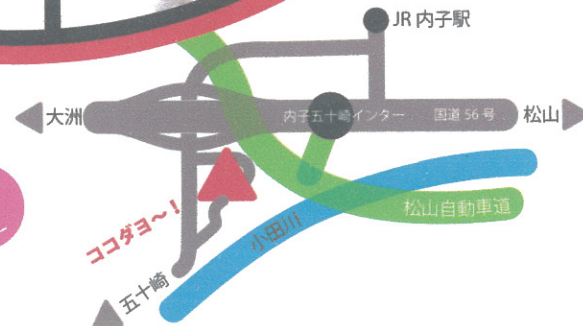 JR 内子駅
大洲
内子五十崎インター
国道 56 号
松山
松山自動車道
ココダヨ〜！
小田川
五十崎